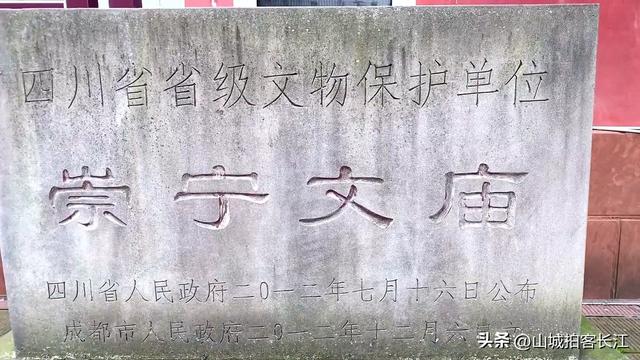 四川省省级文物保护单位
崇宁文庙
四川省人民政府二0一二年七月十六日公布
成都市人民政府二0一二年十二月六
头条 @山城拍客长江